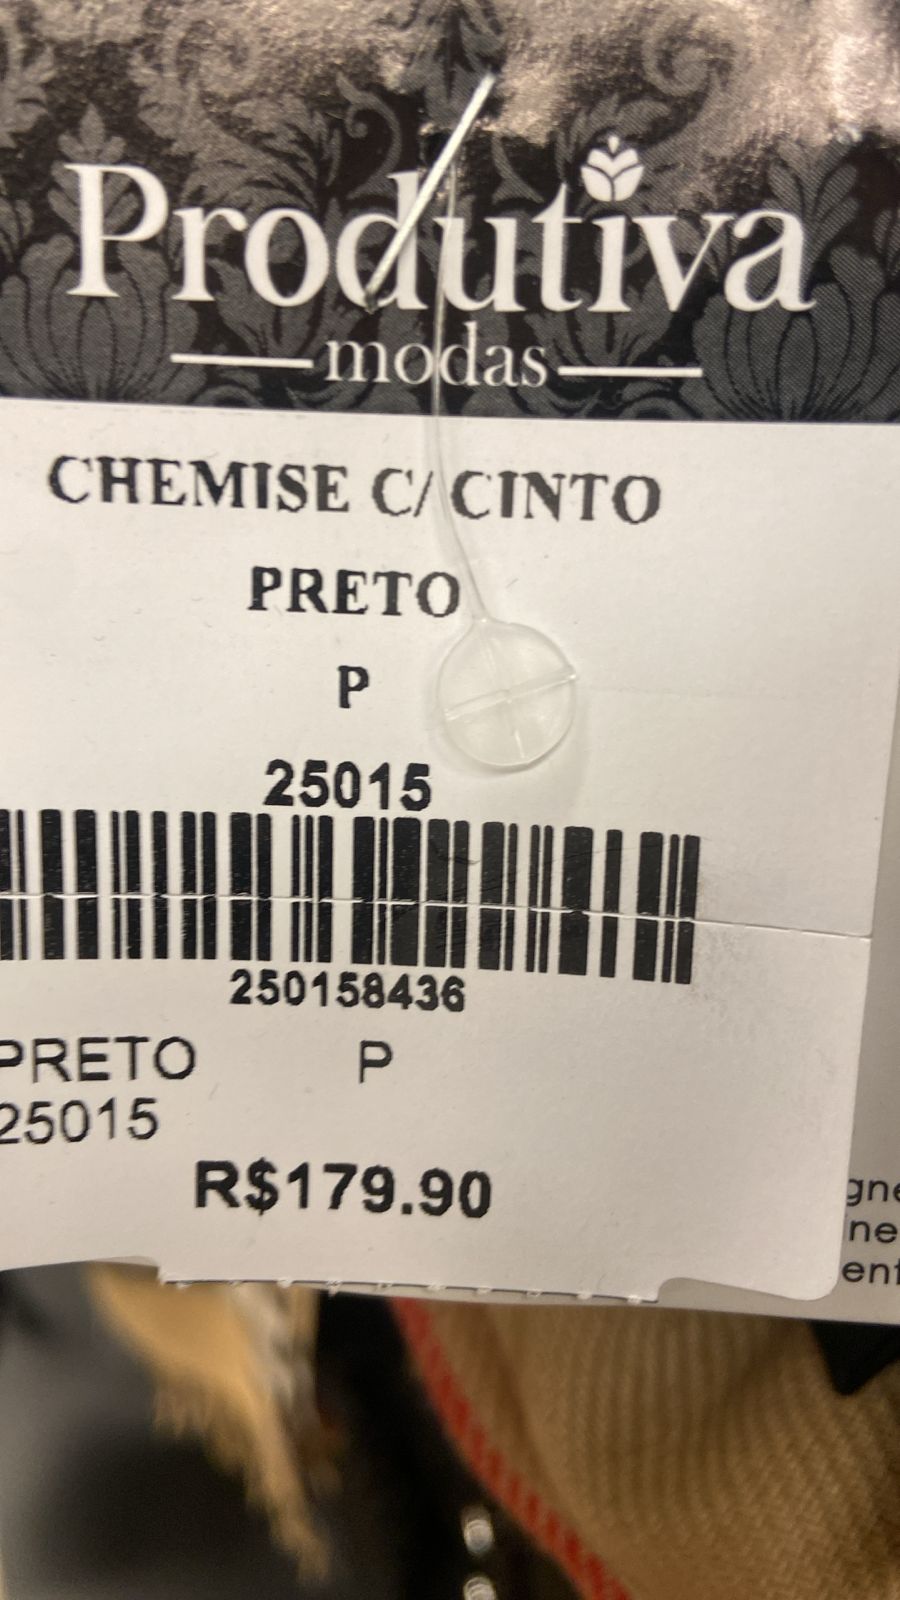 Produtiva
modas
CHEMISE C/ CINTO
PRETO
P
25015
250158436
PRETO P
25015
R$179.90